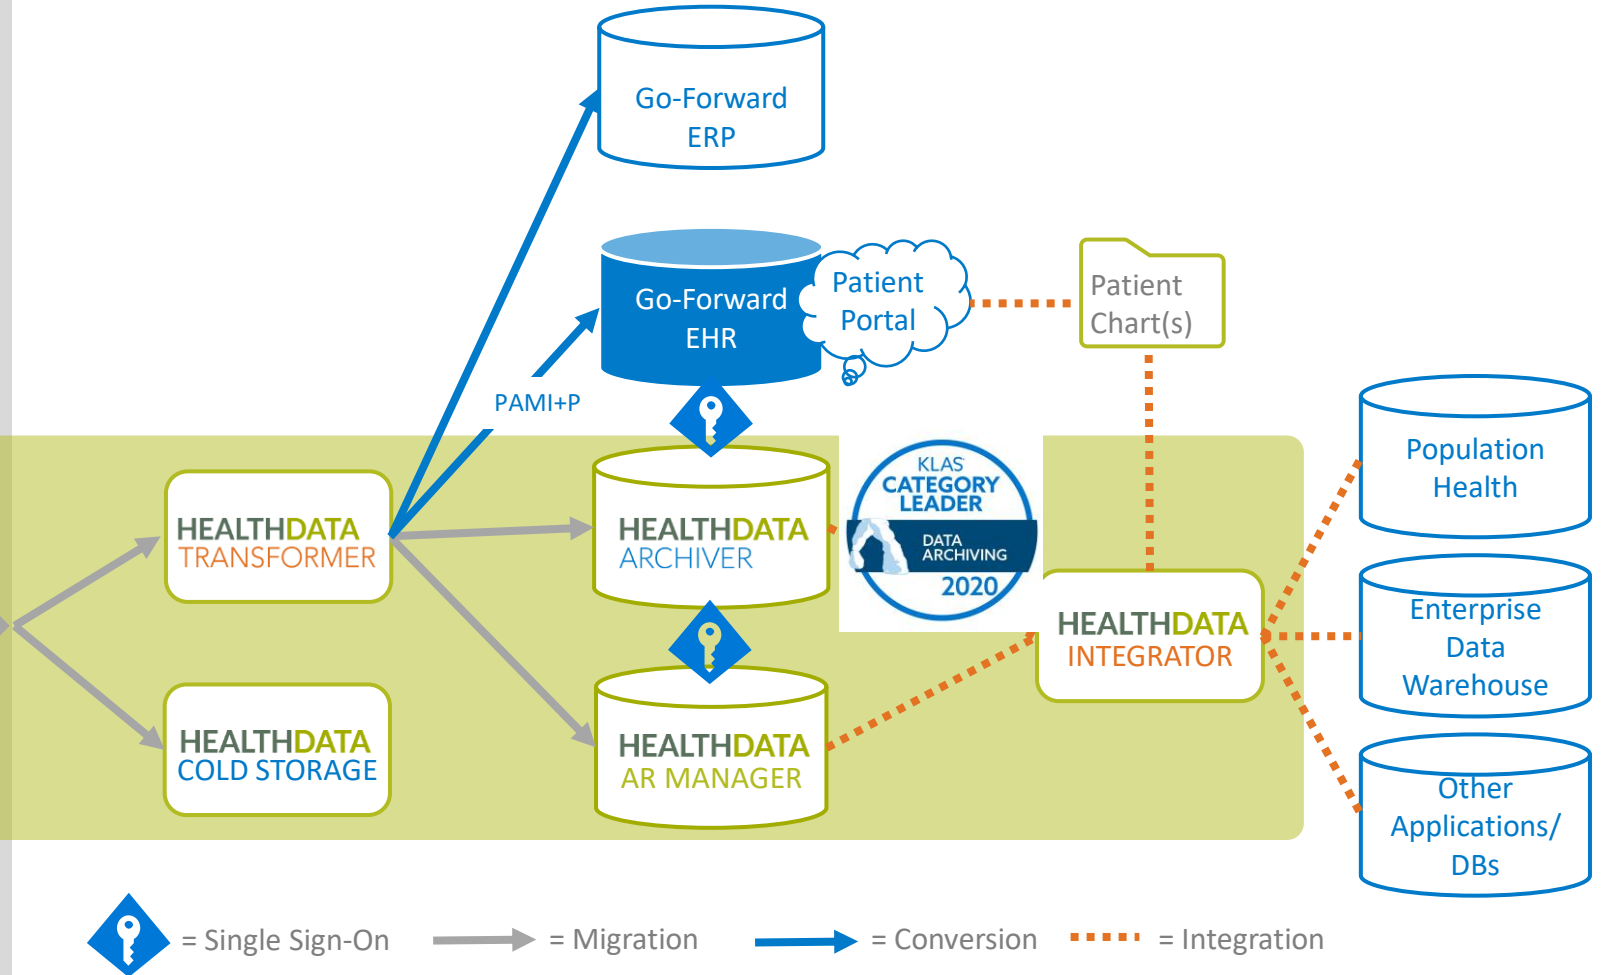 Go-Forward
ERP
Go-Forward
EHR
Patient
Portal
Patient
Chart(s)
PAMI+P
HEALTHDATA
TRANSFORMER
HEALTHDATA
ARCHIVER
KLAS
CATEGORY
LEADER
DATA
ARCHIVING
2020
HEALTHDATA
INTEGRATOR
Population
Health
Enterprise
Data
Warehouse
Other
Applications/
DBs
HEALTHDATA
COLD STORAGE
HEALTHDATA
AR MANAGER
= Single Sign-On
= Migration
= Conversion
= Integration